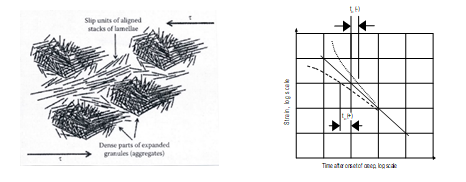 Slip units of aligned
stacks of lamellae
τ
Dense parts of expanded
granules (aggregates)
τ
Strain, log scale
Time after onset of creep, log scale